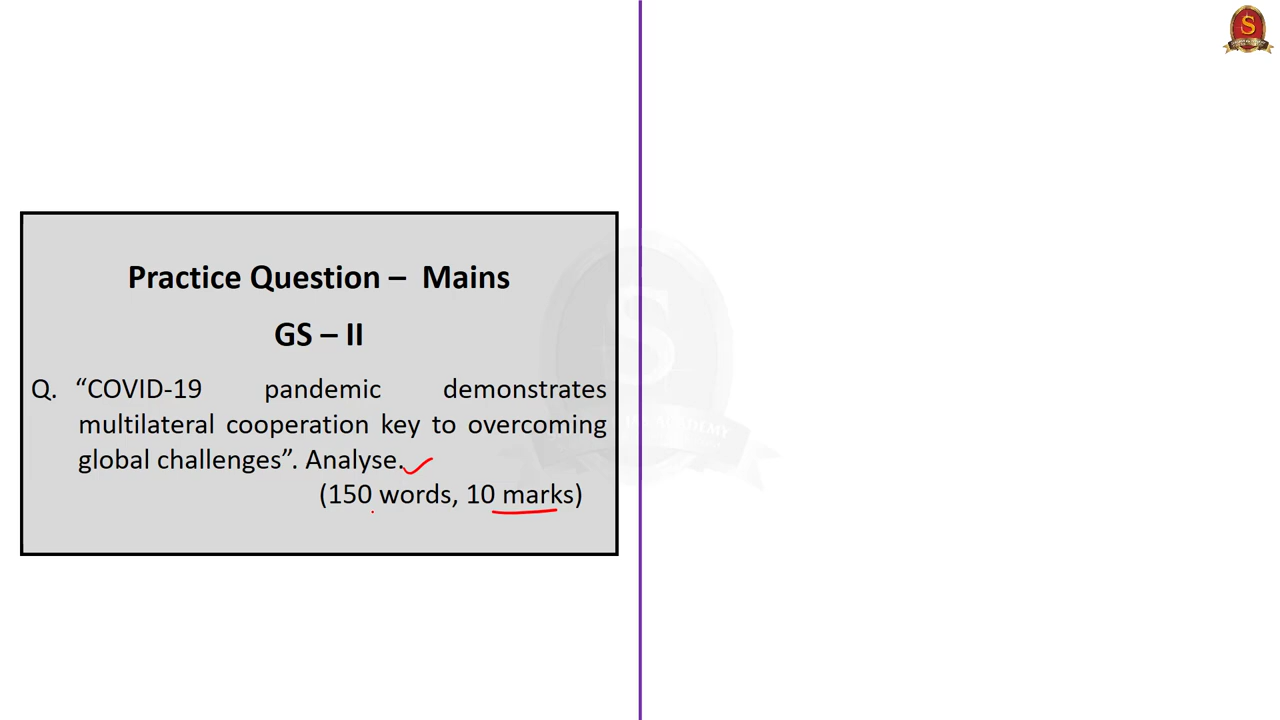 Practice Question – Mains
GS – II
Q. “COVID-19 pandemic demonstrates
multilateral cooperation key to overcoming
global challenges”. Analyse.
(150 words, 10 marks)
S
ACADEMY
S